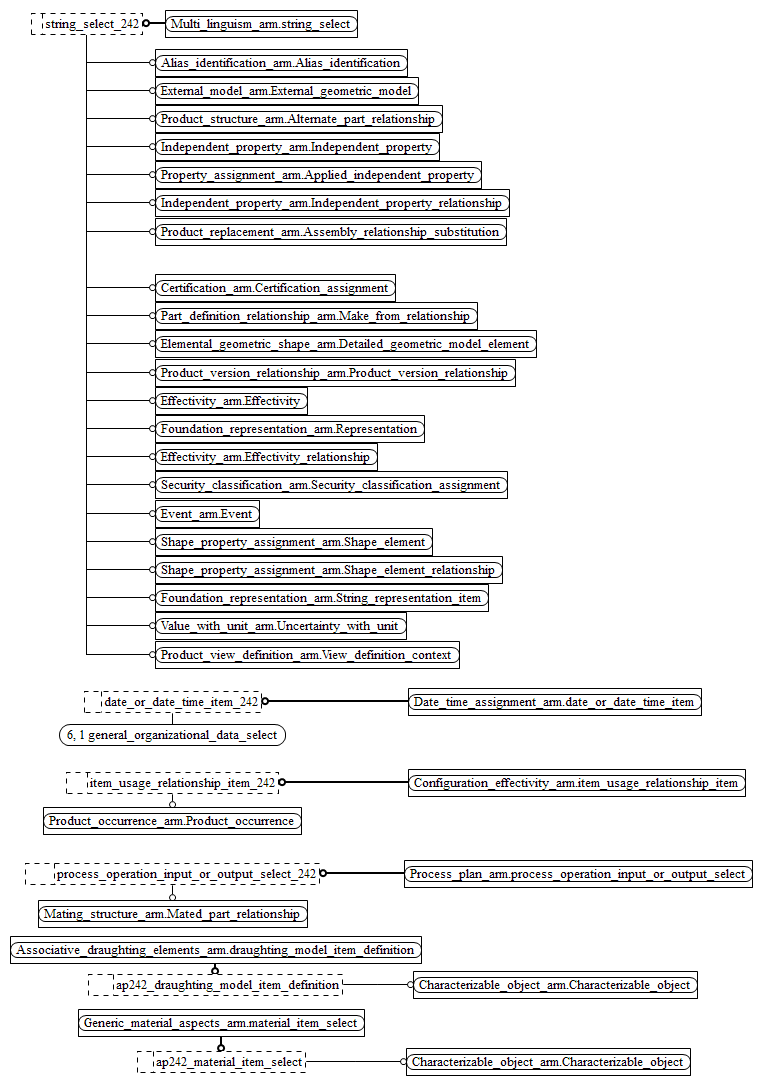 string_select_242
Multi_linguism_arm.string_select
Alias_identification_arm.Alias_identification
External_model_arm.External_geometric_model
Product_structure_arm.Alternate_part_relationship
Independent_property_arm.Independent_property
Property_assignment_arm.Applied_independent_property
Independent_property_arm.Independent_property_relationship
Product_replacement_arm.Assembly_relationship_substitution
Certification_arm.Certification_assignment
Part_definition_relationship_arm.Make_from_relationship
Elemental_geometric_shape_arm.Detailed_geometric_model_element
Product_version_relationship_arm.Product_version_relationship
Effectivity_arm.Effectivity
Foundation_representation_arm.Representation
Effectivity_arm.Effectivity_relationship
Security_classification_arm.Security_classification_assignment
Event_arm.Event
Shape_property_assignment_arm.Shape_element
Shape_property_assignment_arm.Shape_element_relationship
Foundation_representation_arm.String_representation_item
Value_with_unit_arm.Uncertainty_with_unit
Product_view_definition_arm.View_definition_context
date_or_date_time_item_242
Date_time_assignment_arm.date_or_date_time_item
6, 1 general_organizational_data_select
item_usage_relationship_item_242
Configuration_effectivity_arm.item_usage_relationship_item
Product_occurrence_arm.Product_occurrence
process_operation_input_or_output_select_242
Process_plan_arm.process_operation_input_or_output_select
Mating_structure_arm.Mated_part_relationship
Associative_draughting_elements_arm.draughting_model_item_definition
ap242_draughting_model_item_definition
Characterizable_object_arm.Characterizable_object
Generic_material_aspects_arm.material_item_select
ap242_material_item_select
Characterizable_object_arm.Characterizable_object